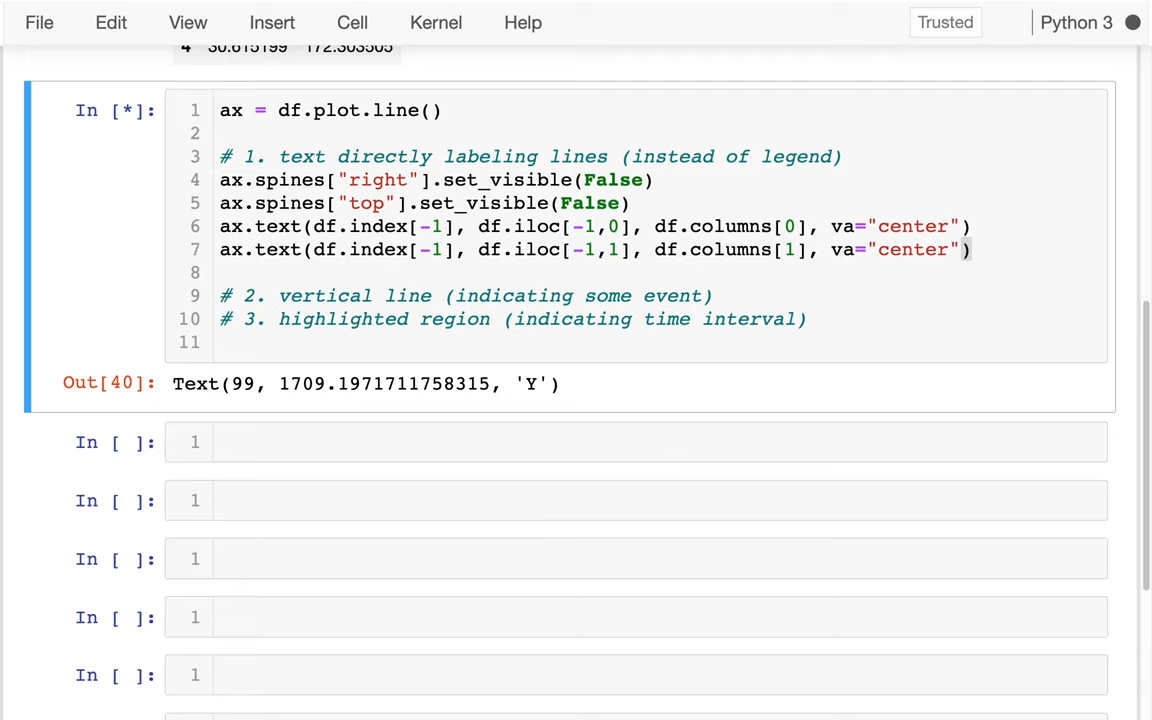 File Edit View Insert Cell Kernel Help Trusted Python 3
4 30.615199 172.303505
In [*]:
1 ax = df.plot.line()
2
3 # 1. text directly labeling lines (instead of legend)
4 ax.spines["right"].set_visible(False)
5 ax.spines["top"].set_visible(False)
6 ax.text(df.index[-1], df.iloc[-1,0], df.columns[0], va="center")
7 ax.text(df.index[-1], df.iloc[-1,1], df.columns[1], va="center")
8
9 # 2. vertical line (indicating some event)
10 # 3. highlighted region (indicating time interval)
11
Out[40]: Text(99, 1709.1971711758315, 'Y')
In [ ]: 1
In [ ]: 1
In [ ]: 1
In [ ]: 1
In [ ]: 1